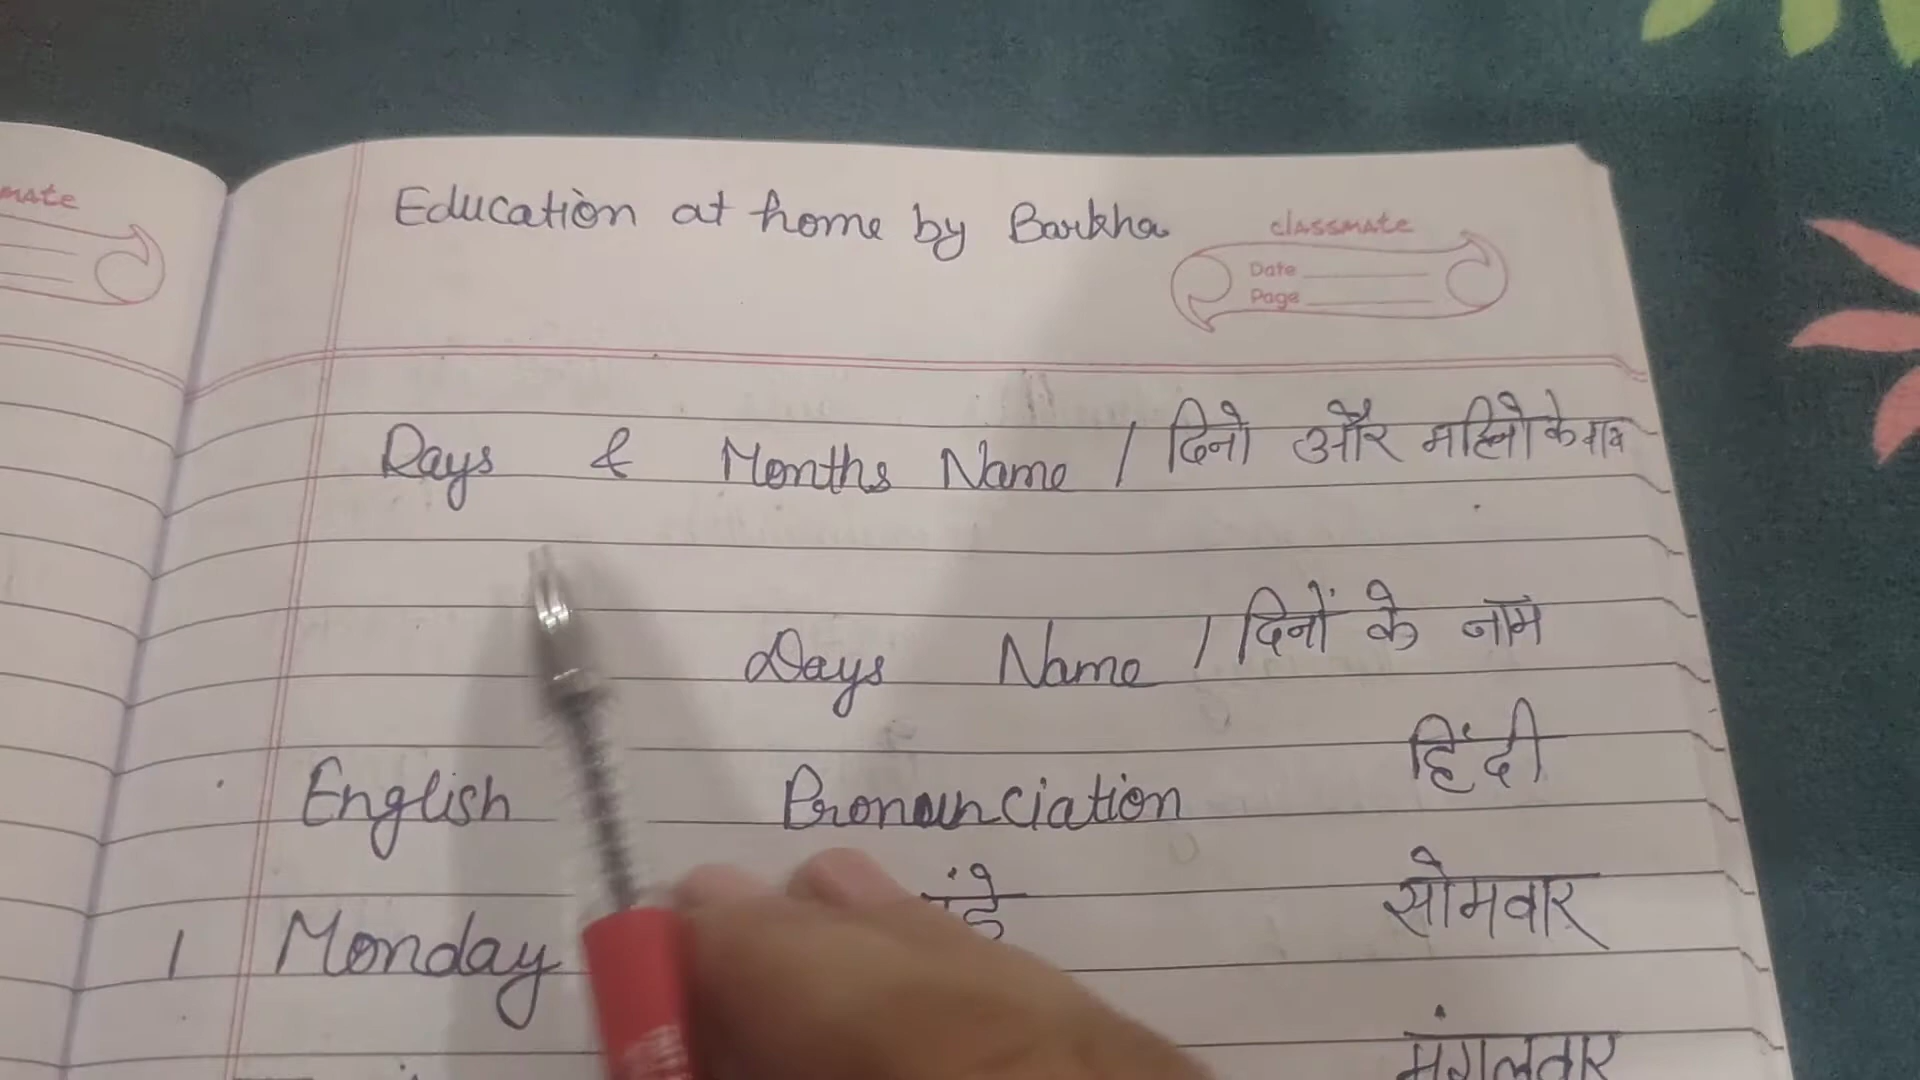 mate
Education at home by Barkha
classmate
Date
Page
Days & Months Name / दिनो और महिनो के नाम
Days Name / दिनों के नाम
English Pronounciation हिंदी
1 Monday सोमवार
मंगलवार